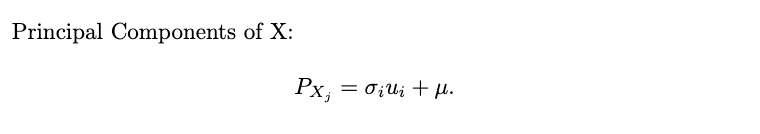 Principal Components of X:
P_{X_j} = σ_i u_i + μ.